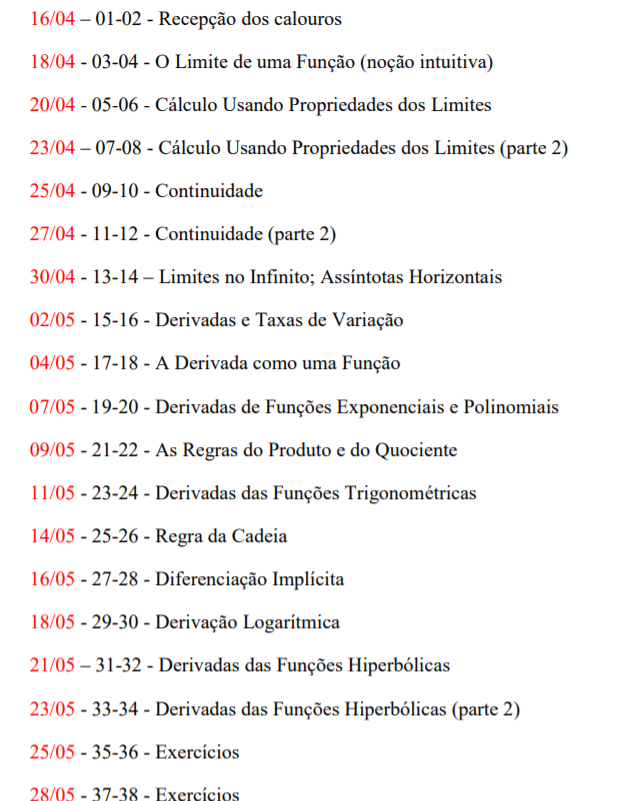 16/04 – 01-02 - Recepção dos calouros
18/04 - 03-04 - O Limite de uma Função (noção intuitiva)
20/04 - 05-06 - Cálculo Usando Propriedades dos Limites
23/04 – 07-08 - Cálculo Usando Propriedades dos Limites (parte 2)
25/04 - 09-10 - Continuidade
27/04 - 11-12 - Continuidade (parte 2)
30/04 - 13-14 – Limites no Infinito; Assíntotas Horizontais
02/05 - 15-16 - Derivadas e Taxas de Variação
04/05 - 17-18 - A Derivada como uma Função
07/05 - 19-20 - Derivadas de Funções Exponenciais e Polinomiais
09/05 - 21-22 - As Regras do Produto e do Quociente
11/05 - 23-24 - Derivadas das Funções Trigonométricas
14/05 - 25-26 - Regra da Cadeia
16/05 - 27-28 - Diferenciação Implícita
18/05 - 29-30 - Derivação Logarítmica
21/05 – 31-32 - Derivadas das Funções Hiperbólicas
23/05 - 33-34 - Derivadas das Funções Hiperbólicas (parte 2)
25/05 - 35-36 - Exercícios
28/05 - 37-38 - Exercícios